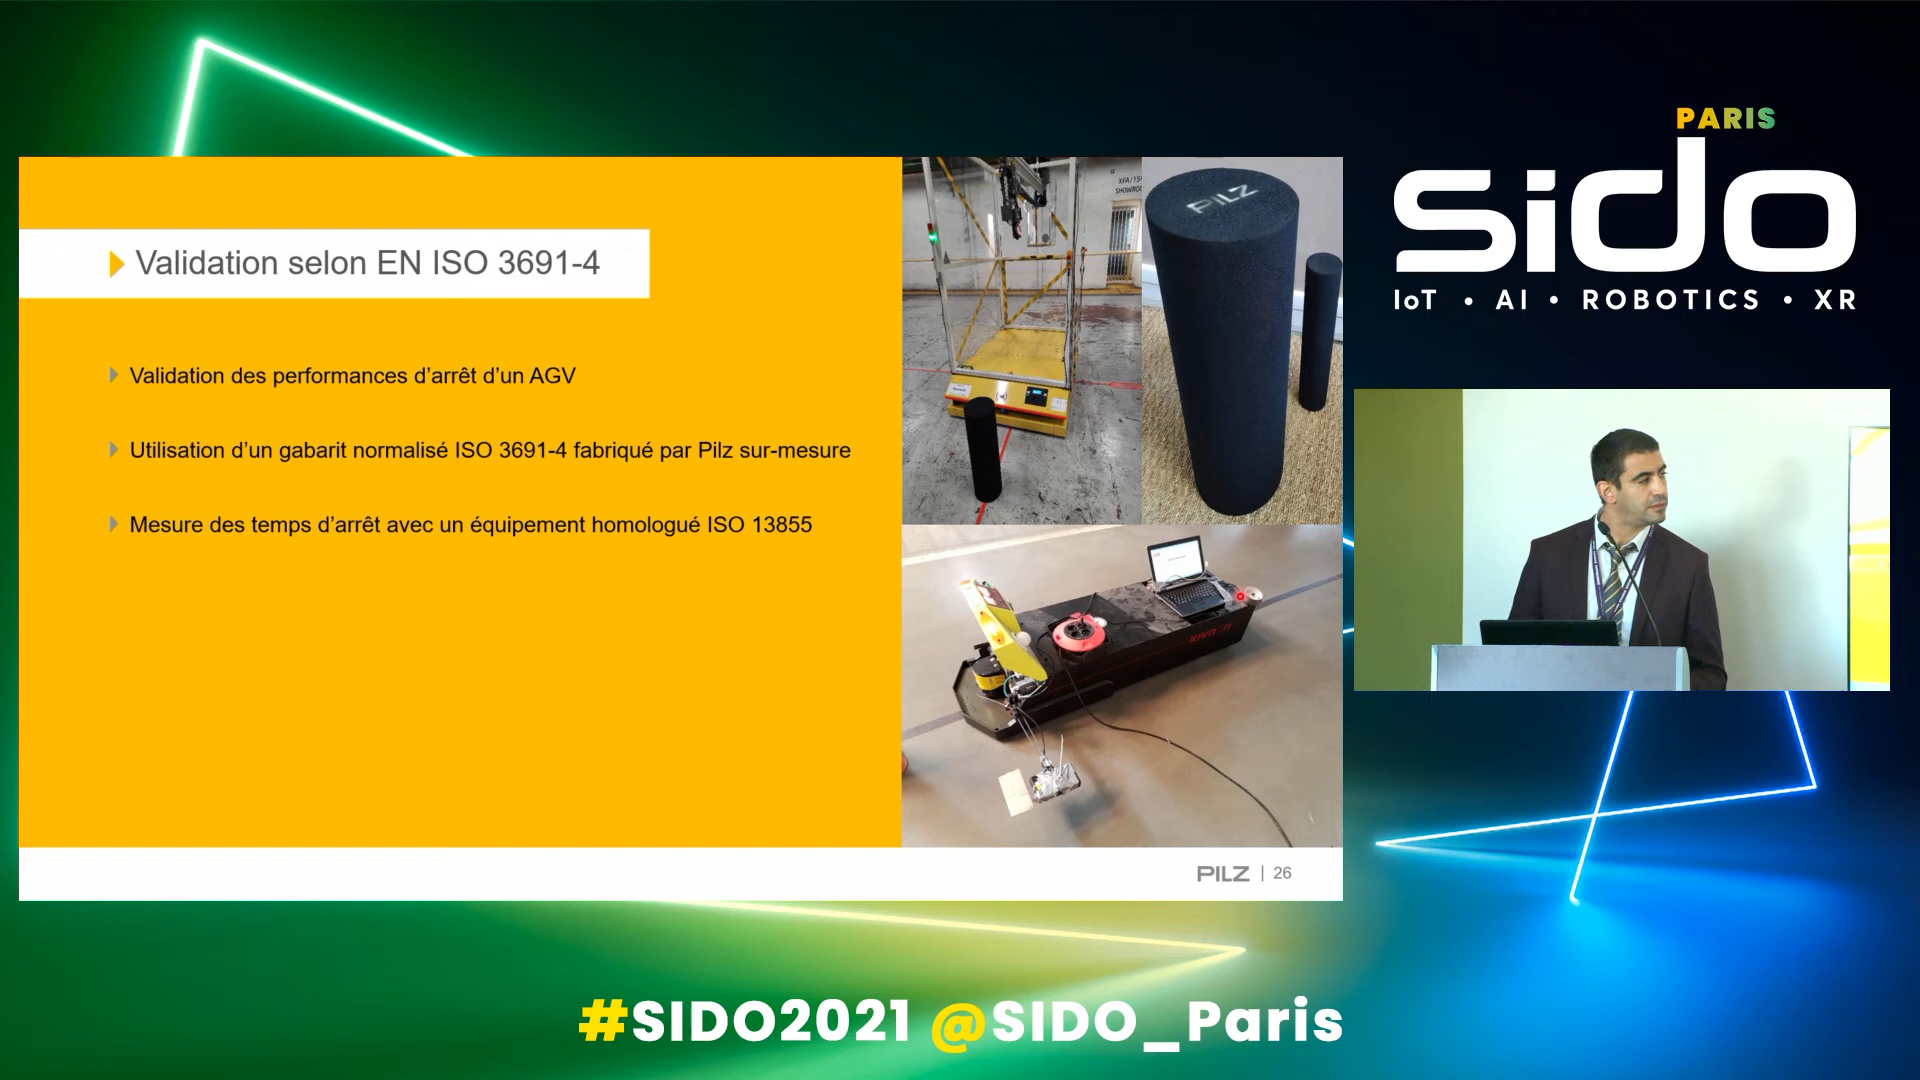 PARIS
sido
IoT • AI • ROBOTICS • XR
Validation selon EN ISO 3691-4
Validation des performances d'arrêt d'un AGV
Utilisation d'un gabarit normalisé ISO 3691-4 fabriqué par Pilz sur-mesure
Mesure des temps d'arrêt avec un équipement homologué ISO 13855
PILZ
PILZ | 26
#SIDO2021 @SIDO_Paris